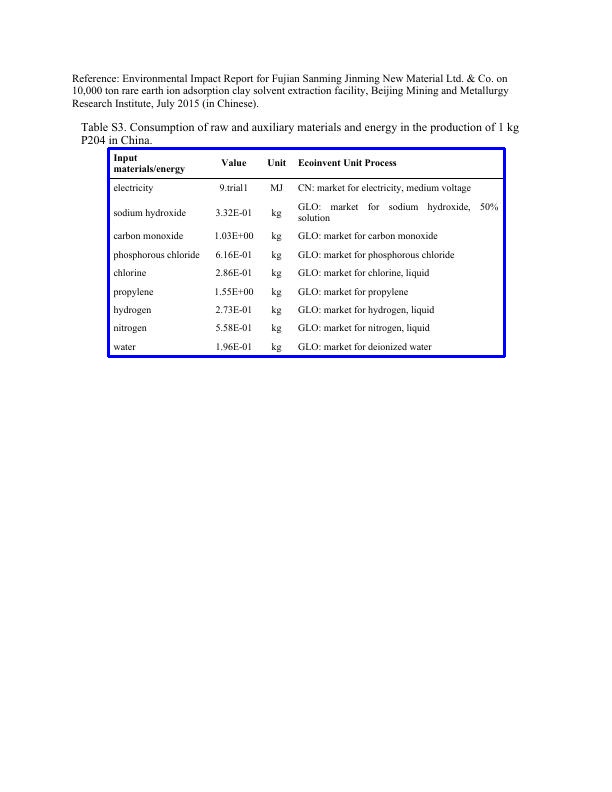 Reference: Environmental Impact Report for Fujian Sanming Jinming New Material Ltd. & Co. on
10,000 ton rare earth ion adsorption clay solvent extraction facility, Beijing Mining and Metallurgy
Research Institute, July 2015 (in Chinese).
Table S3. Consumption of raw and auxiliary materials and energy in the production of 1 kg
P204 in China.
Input
materials/energy Value Unit Ecoinvent Unit Process
electricity 9.trial1 MJ CN: market for electricity, medium voltage
sodium hydroxide 3.32E-01 kg GLO: market for sodium hydroxide, 50%
solution
carbon monoxide 1.03E+00 kg GLO: market for carbon monoxide
phosphorous chloride 6.16E-01 kg GLO: market for phosphorous chloride
chlorine 2.86E-01 kg GLO: market for chlorine, liquid
propylene 1.55E+00 kg GLO: market for propylene
hydrogen 2.73E-01 kg GLO: market for hydrogen, liquid
nitrogen 5.58E-01 kg GLO: market for nitrogen, liquid
water 1.96E-01 kg GLO: market for deionized water